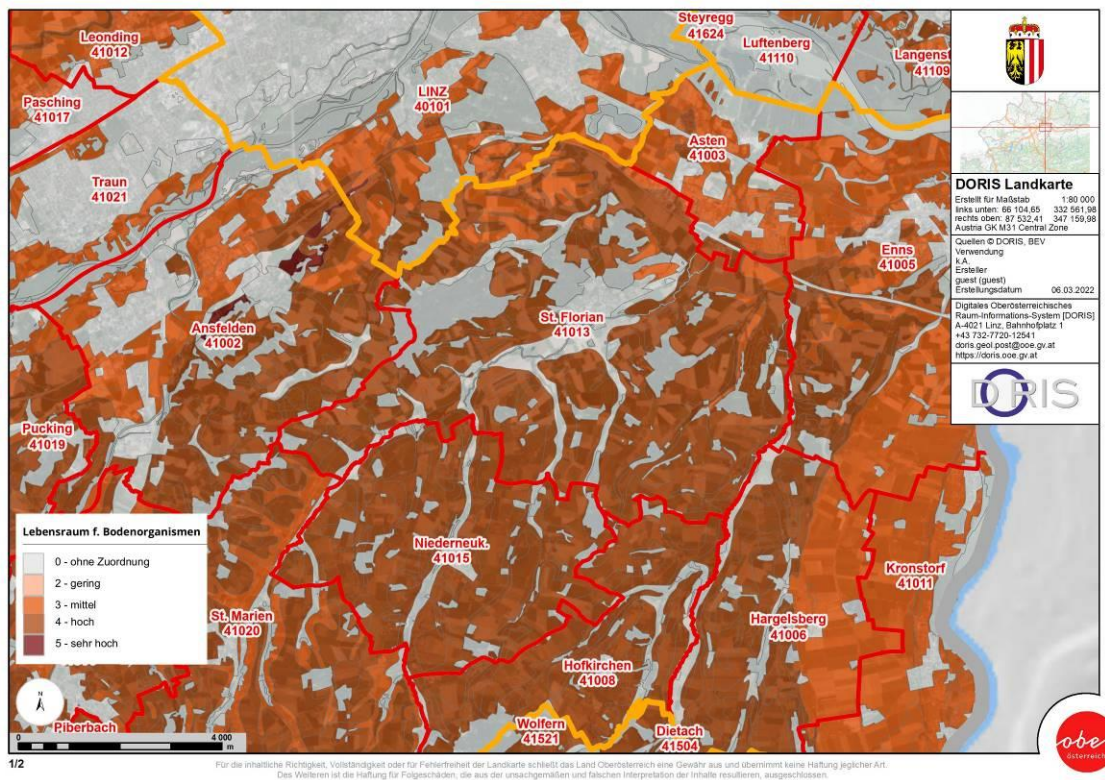 Leonding
41012
Steyregg
41624
Luftenberg
41110
Langenst
41109
Pasching
41017
LINZ
40101
Asten
41003
Traun
41021
Enns
41005
Ansfelden
41002
St. Florian
41013
Pucking
41019
Niederneuk.
41015
Kronstorf
41011
St. Marien
41020
Hargelsberg
41006
Hofkirchen
41008
Piberbach
Wolfern
41521
Dietach
41504
Lebensraum f. Bodenorganismen
0 - ohne Zuordnung
2 - gering
3 - mittel
4 - hoch
5 - sehr hoch
N
0
4 000
m
DORIS Landkarte
Erstellt für Maßstab 1:80 000
links unten: 66 104,65 332 561,98
rechts oben: 87 532,41 347 159,98
Austria GK M31 Central Zone
Quellen © DORIS, BEV
Verwendung
k.A.
Ersteller
guest (guest)
Erstellungsdatum 06.03.2022
Digitales Oberösterreichisches
Raum-Informations-System [DORIS]
A-4021 Linz, Bahnhofplatz 1
+43 732-7720-12541
doris.geol.post@ooe.gv.at
https://doris.ooe.gv.at
DORIS
obe
österreich
1/2
Für die inhaltliche Richtigkeit, Vollständigkeit oder für Fehlerfreiheit der Landkarte schließt das Land Oberösterreich eine Gewähr aus und übernimmt keine Haftung jeglicher Art.
Des Weiteren ist die Haftung für Folgeschäden, die aus der unsachgemäßen und falschen Interpretation der Inhalte resultieren, ausgeschlossen.